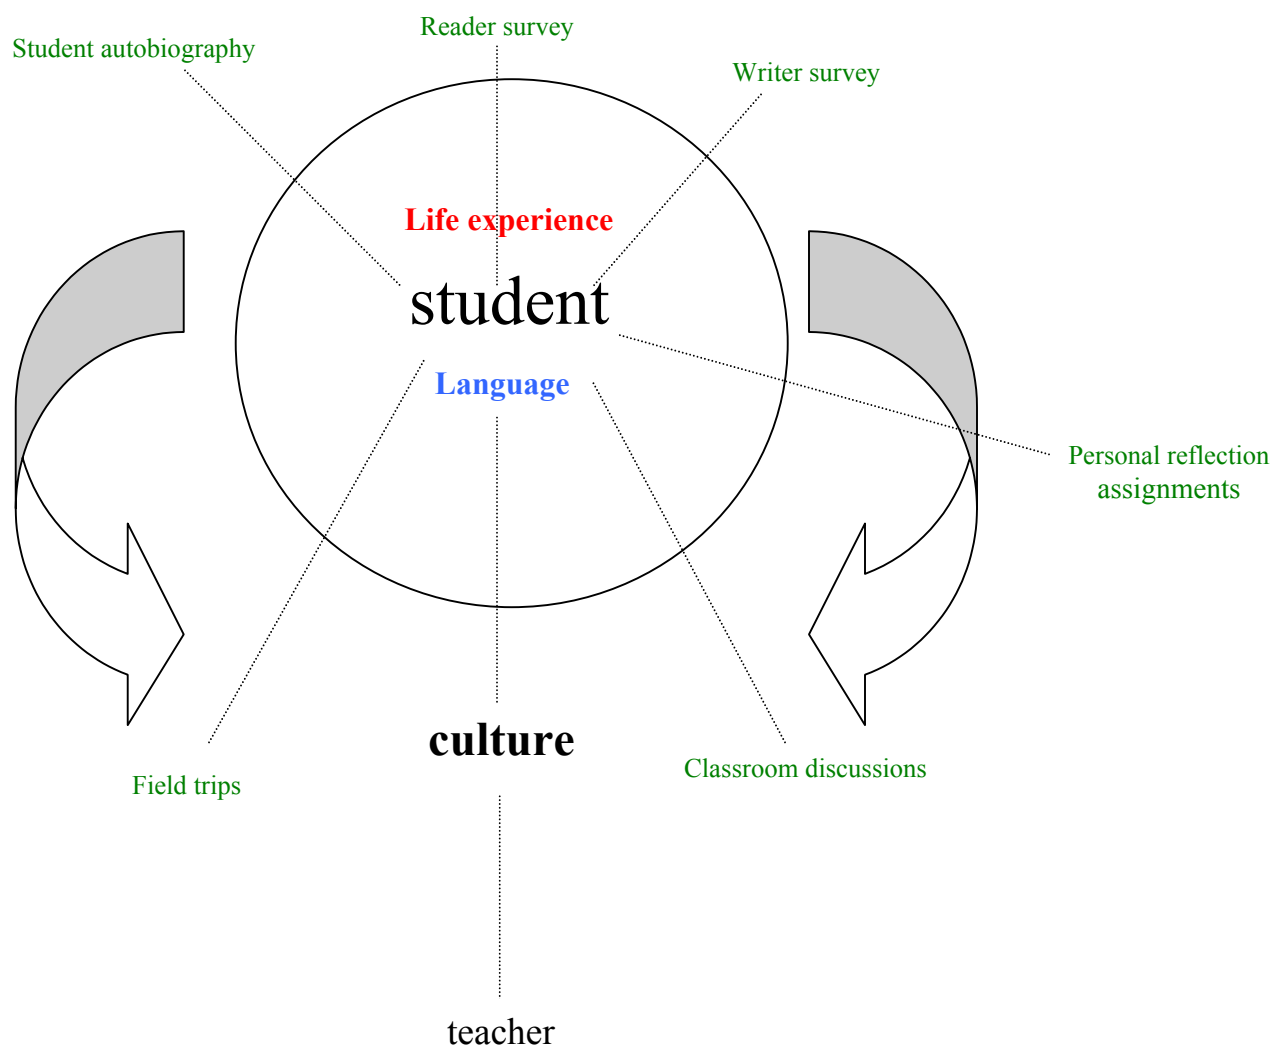 Reader survey
Student autobiography
Writer survey
Life experience
student
Language
Personal reflection
assignments
culture
Classroom discussions
Field trips
teacher